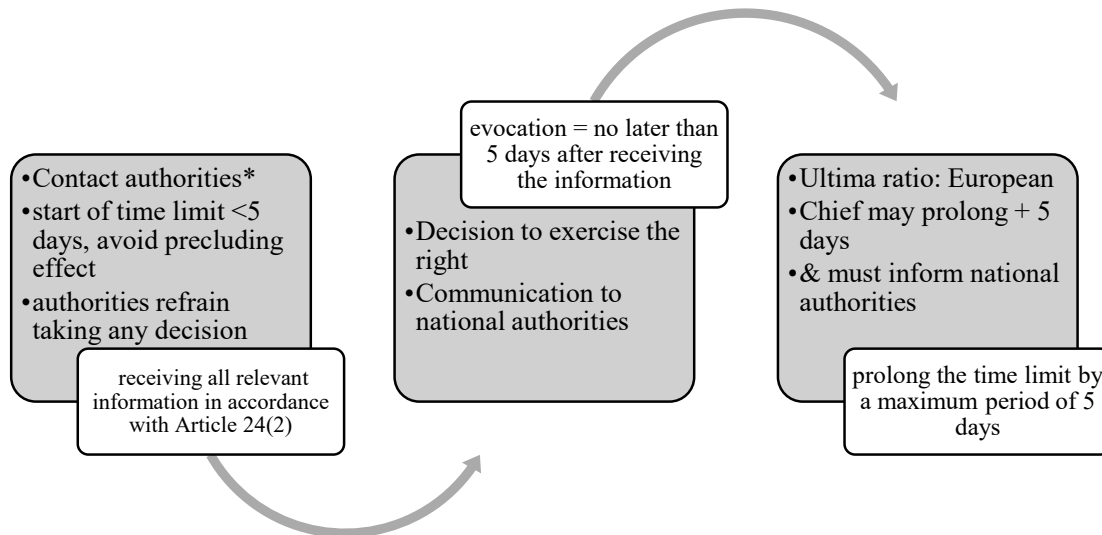 •Contact authorities*
•start of time limit <5
days, avoid precluding
effect
•authorities refrain
taking any decision
receiving all relevant
information in accordance
with Article 24(2)
evocation = no later than
5 days after receiving
the information
•Decision to exercise the
right
•Communication to
national authorities
•Ultima ratio: European
•Chief may prolong + 5
days
•& must inform national
authorities
prolong the time limit by
a maximum period of 5
days